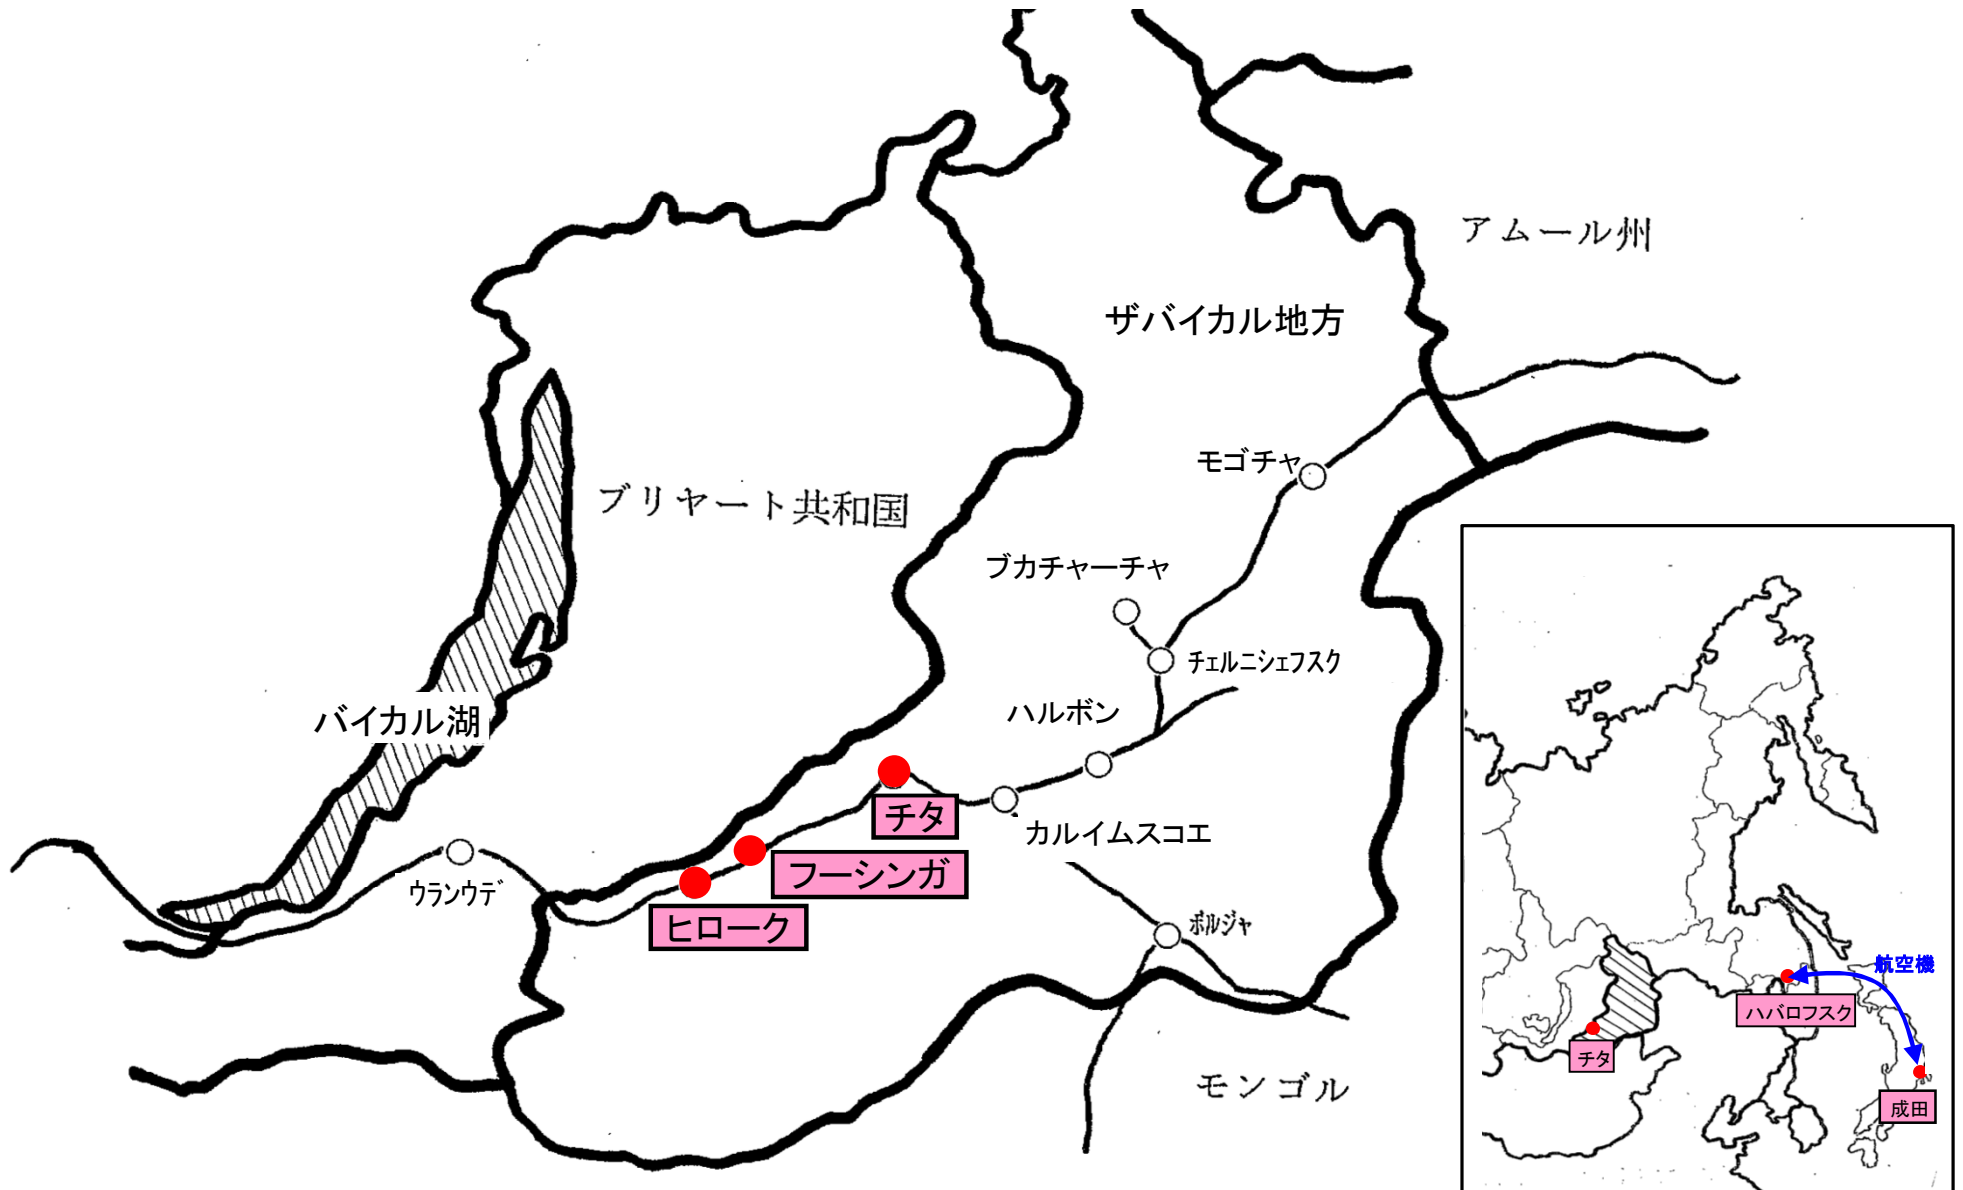 アムール州
ザバイカル地方
モゴチャ
ブリヤート共和国
ブカチャーチャ
チェルニシェフスク
バイカル湖
ハルボン
チタ
カルイムスコエ
フーシンガ
ウランウデ
ヒローク
ボルジャ
モンゴル
航空機
ハバロフスク
チタ
成田